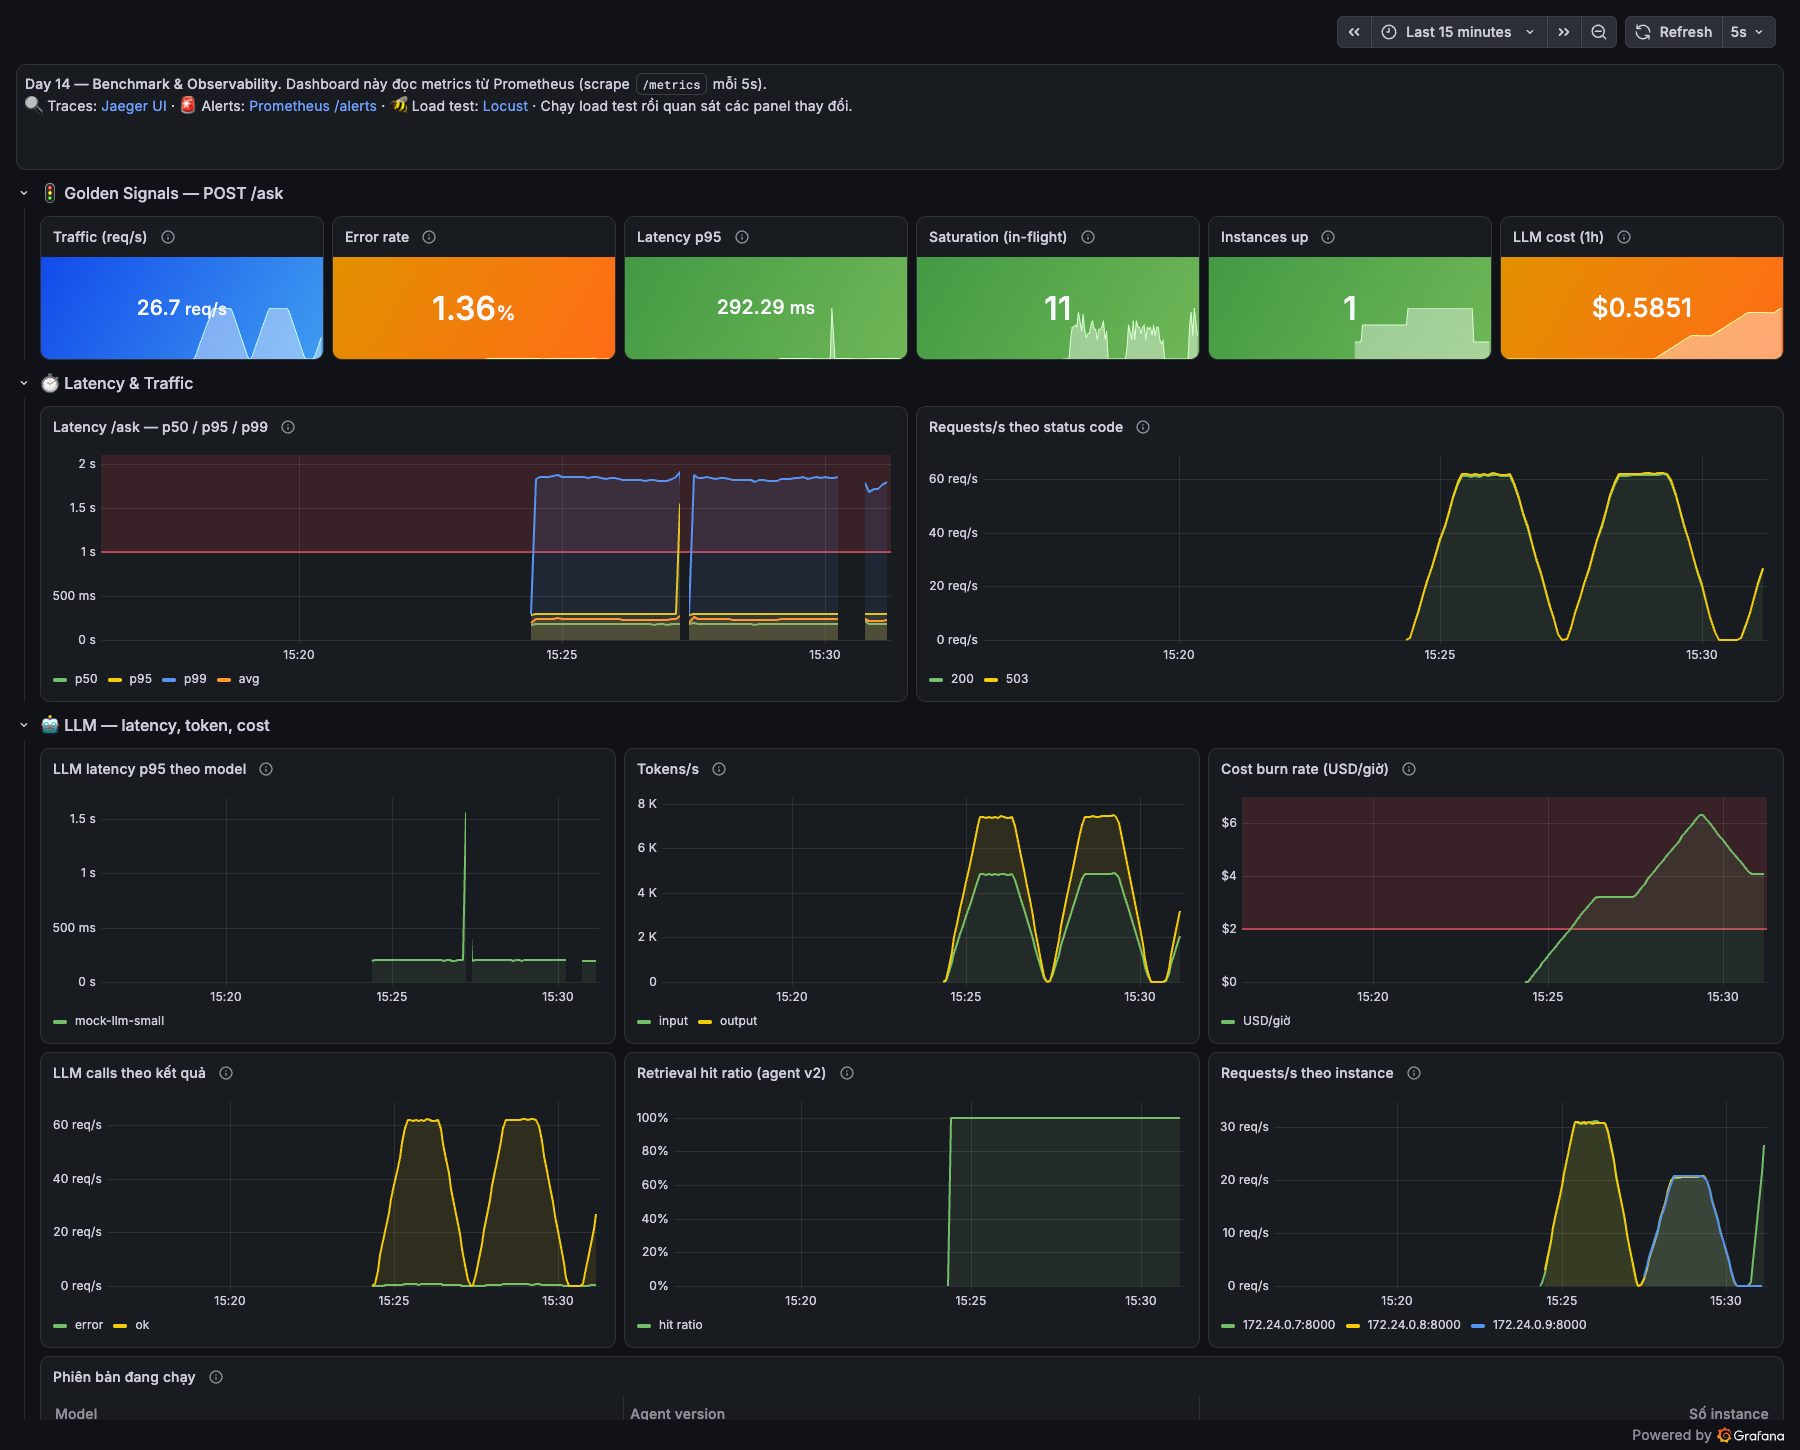 Last 15 minutes
Refresh
5s
Day 14 — Benchmark & Observability. Dashboard này đọc metrics từ Prometheus (scrape /metrics mỗi 5s).
Traces: Jaeger UI · Alerts: Prometheus /alerts · Load test: Locust · Chạy load test rồi quan sát các panel thay đổi.
Golden Signals — POST /ask
Traffic (req/s)
26.7 req/s
Error rate
1.36%
Latency p95
292.29 ms
Saturation (in-flight)
11
Instances up
1
LLM cost (1h)
$0.5851
Latency & Traffic
Latency /ask — p50 / p95 / p99
2 s
1.5 s
1 s
500 ms
0 s
15:20 15:25 15:30
p50 p95 p99 avg
Requests/s theo status code
60 req/s
40 req/s
20 req/s
0 req/s
15:20 15:25 15:30
200 503
LLM — latency, token, cost
LLM latency p95 theo model
1.5 s
1 s
500 ms
0 s
15:20 15:25 15:30
mock-llm-small
Tokens/s
8 K
6 K
4 K
2 K
0
15:20 15:25 15:30
input output
Cost burn rate (USD/giờ)
$6
$4
$2
$0
15:20 15:25 15:30
USD/giờ
LLM calls theo kết quả
60 req/s
40 req/s
20 req/s
0 req/s
15:20 15:25 15:30
error ok
Retrieval hit ratio (agent v2)
100%
80%
60%
40%
20%
0%
15:20 15:25 15:30
hit ratio
Requests/s theo instance
30 req/s
20 req/s
10 req/s
0 req/s
15:20 15:25 15:30
172.24.0.7:8000 172.24.0.8:8000 172.24.0.9:8000
Phiên bản đang chạy
Model Agent version Số instance
Powered by Grafana